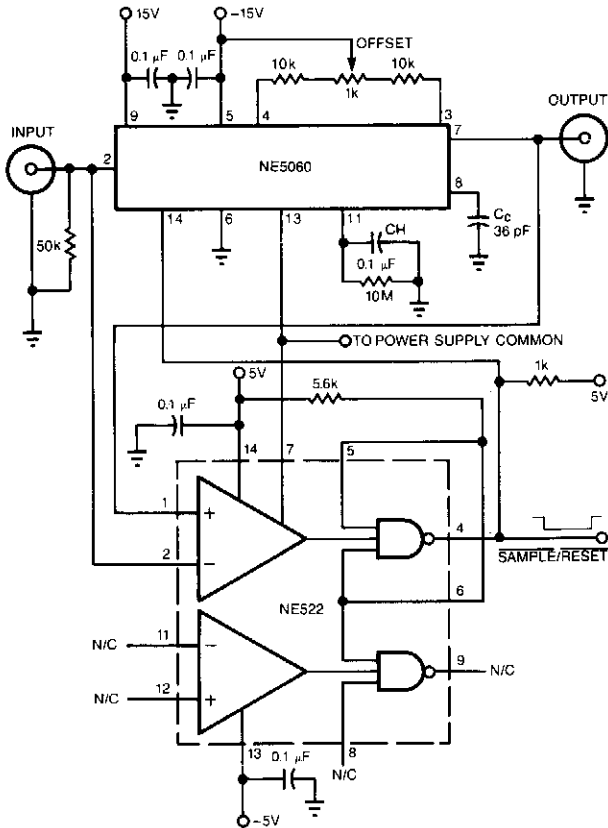 15V
-15V
0.1 µF
0.1 µF
OFFSET
10k
1k
10k
9
5
4
3
INPUT
OUTPUT
2
7
NE5060
8
14
6
13
11
50k
CH
0.1 µF
10M
CC
36 pF
TO POWER SUPPLY COMMON
5V
5.6k
1k
5V
0.1 µF
14
7
5
1
+
4
2
−
SAMPLE/RESET
6
NE522
N/C
11
−
9
N/C
N/C
12
+
13
0.1 µF
8
N/C
-5V